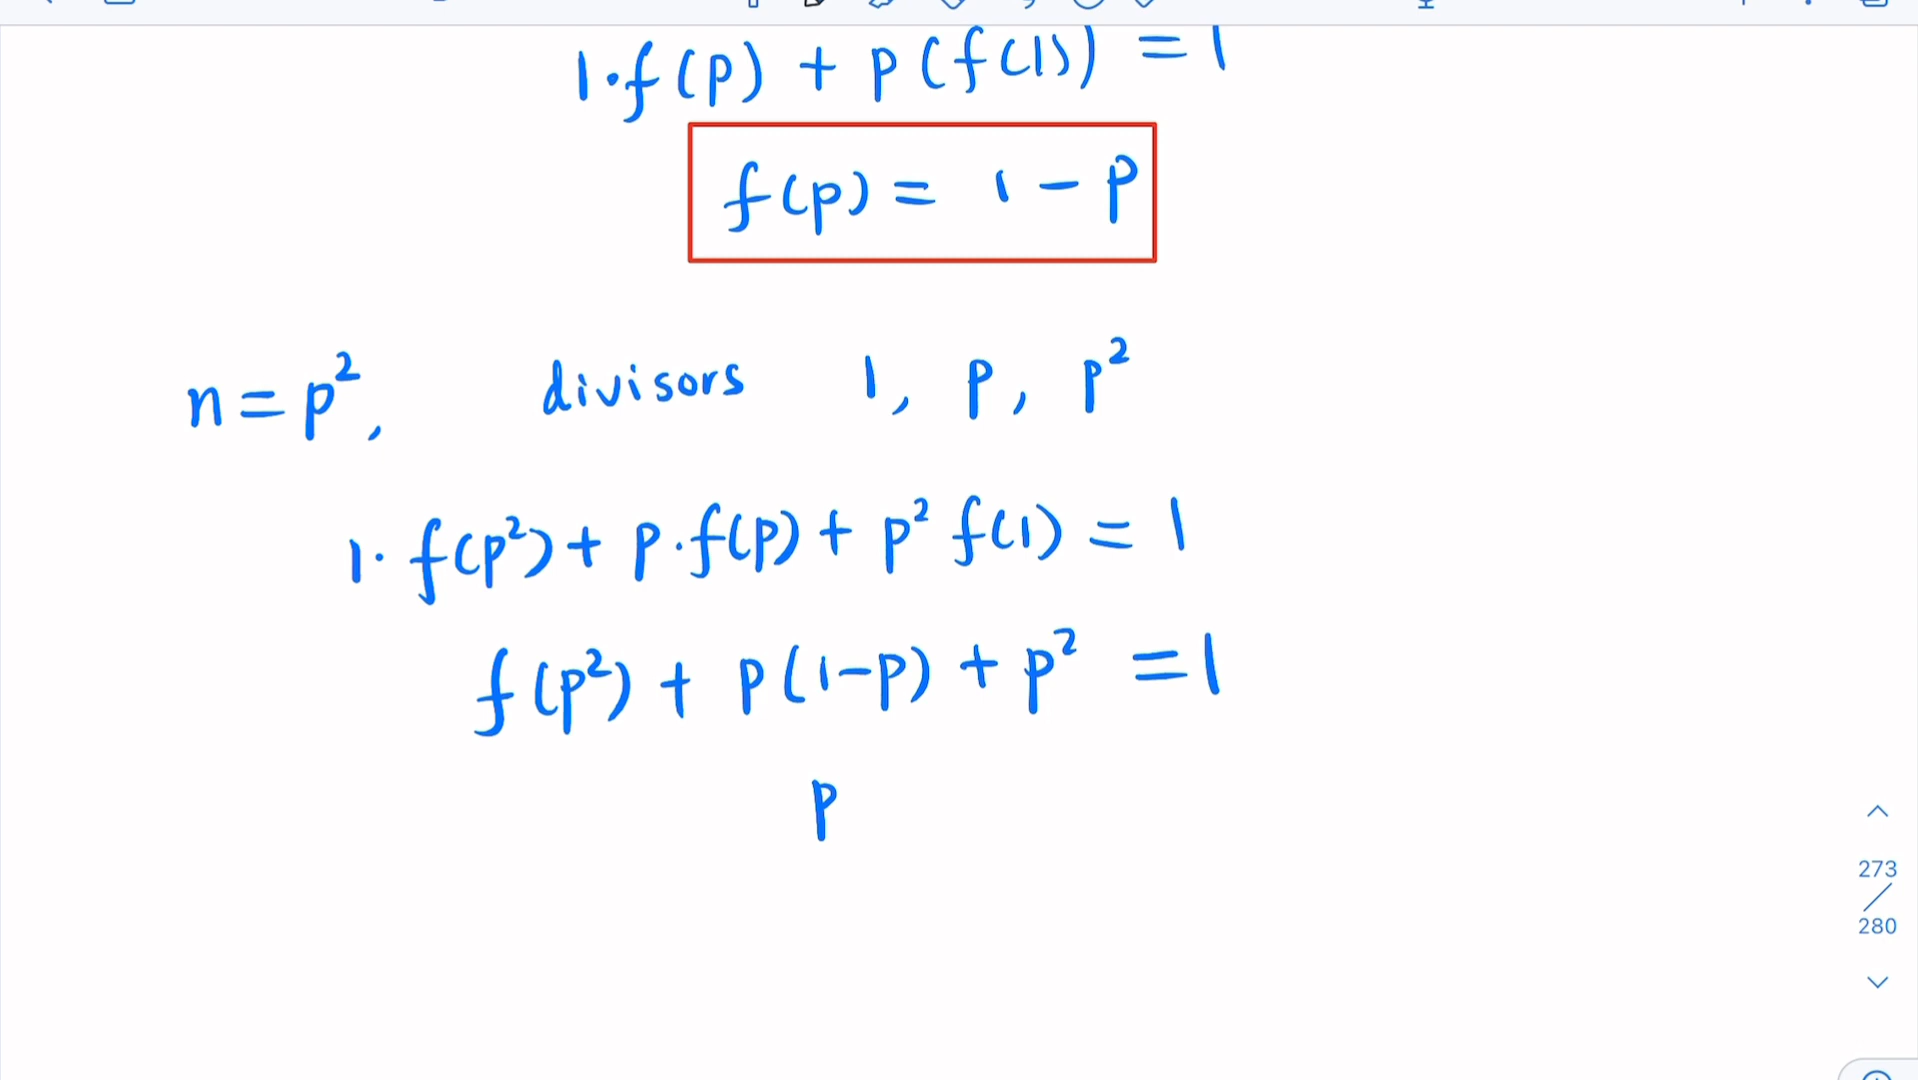 1·f(p) + p(f(1)) = 1
f(p) = 1 - p
n = p², divisors 1, p, p²
1· f(p²) + p·f(p) + p² f(1) = 1
f(p²) + p(1-p) + p² = 1
p
273
/
280